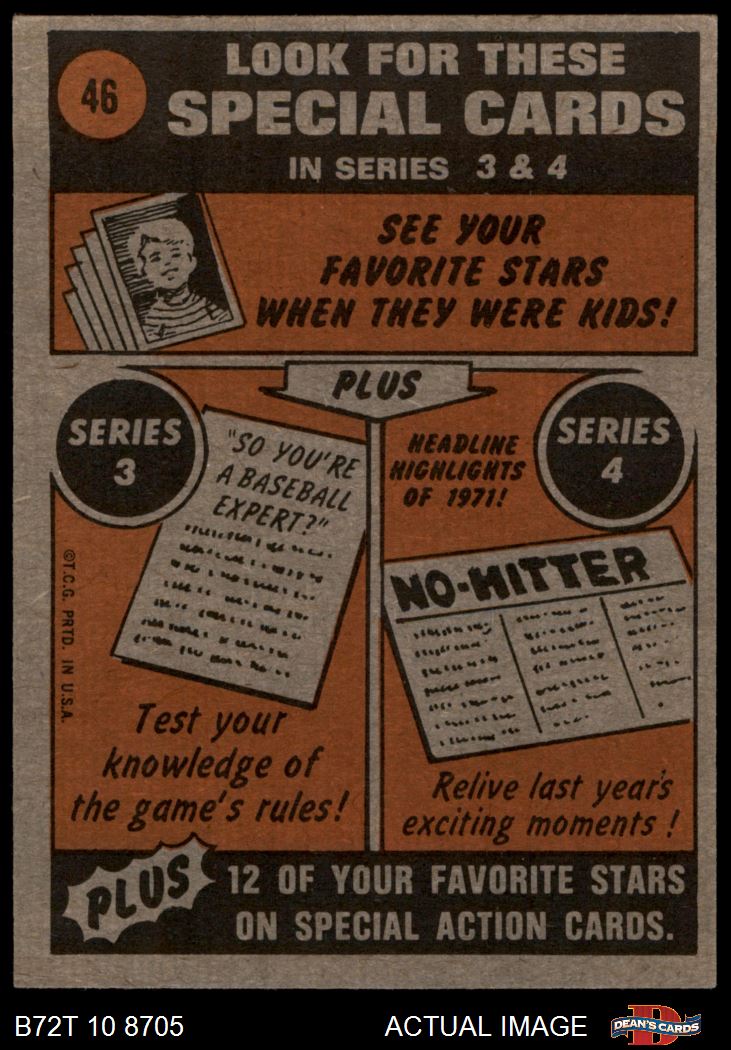 46
LOOK FOR THESE
SPECIAL CARDS
IN SERIES 3 & 4
SEE YOUR
FAVORITE STARS
WHEN THEY WERE KIDS!
PLUS
SERIES
3
"SO YOU'RE
A BASEBALL
EXPERT?"
Test your
knowledge of
the game's rules!
HEADLINE
HIGHLIGHTS
OF 1971!
SERIES
4
NO-HITTER
Relive last year's
exciting moments!
©T.C.G. PRTD. IN U.S.A.
PLUS
12 OF YOUR FAVORITE STARS
ON SPECIAL ACTION CARDS.
B72T 10 8705
ACTUAL IMAGE
DEAN'S CARDS